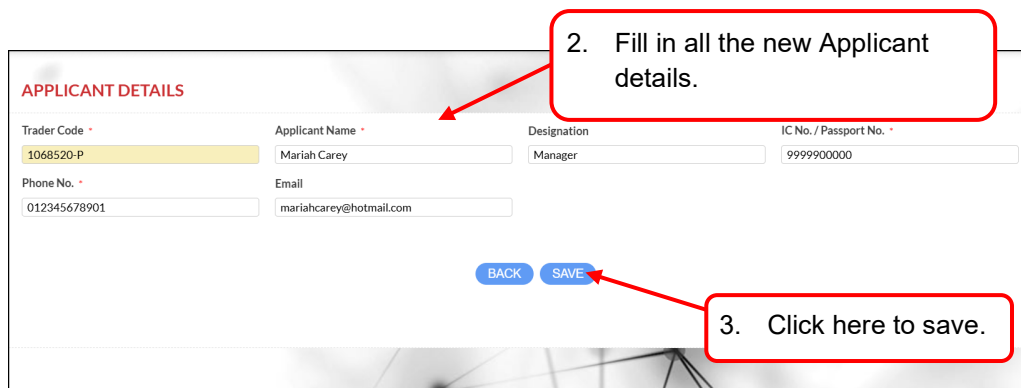 2. Fill in all the new Applicant
details.
APPLICANT DETAILS
Trader Code *
Applicant Name *
Designation
IC No. / Passport No. *
1068520-P
Mariah Carey
Manager
9999900000
Phone No. *
Email
012345678901
mariahcarey@hotmail.com
BACK
SAVE
3. Click here to save.